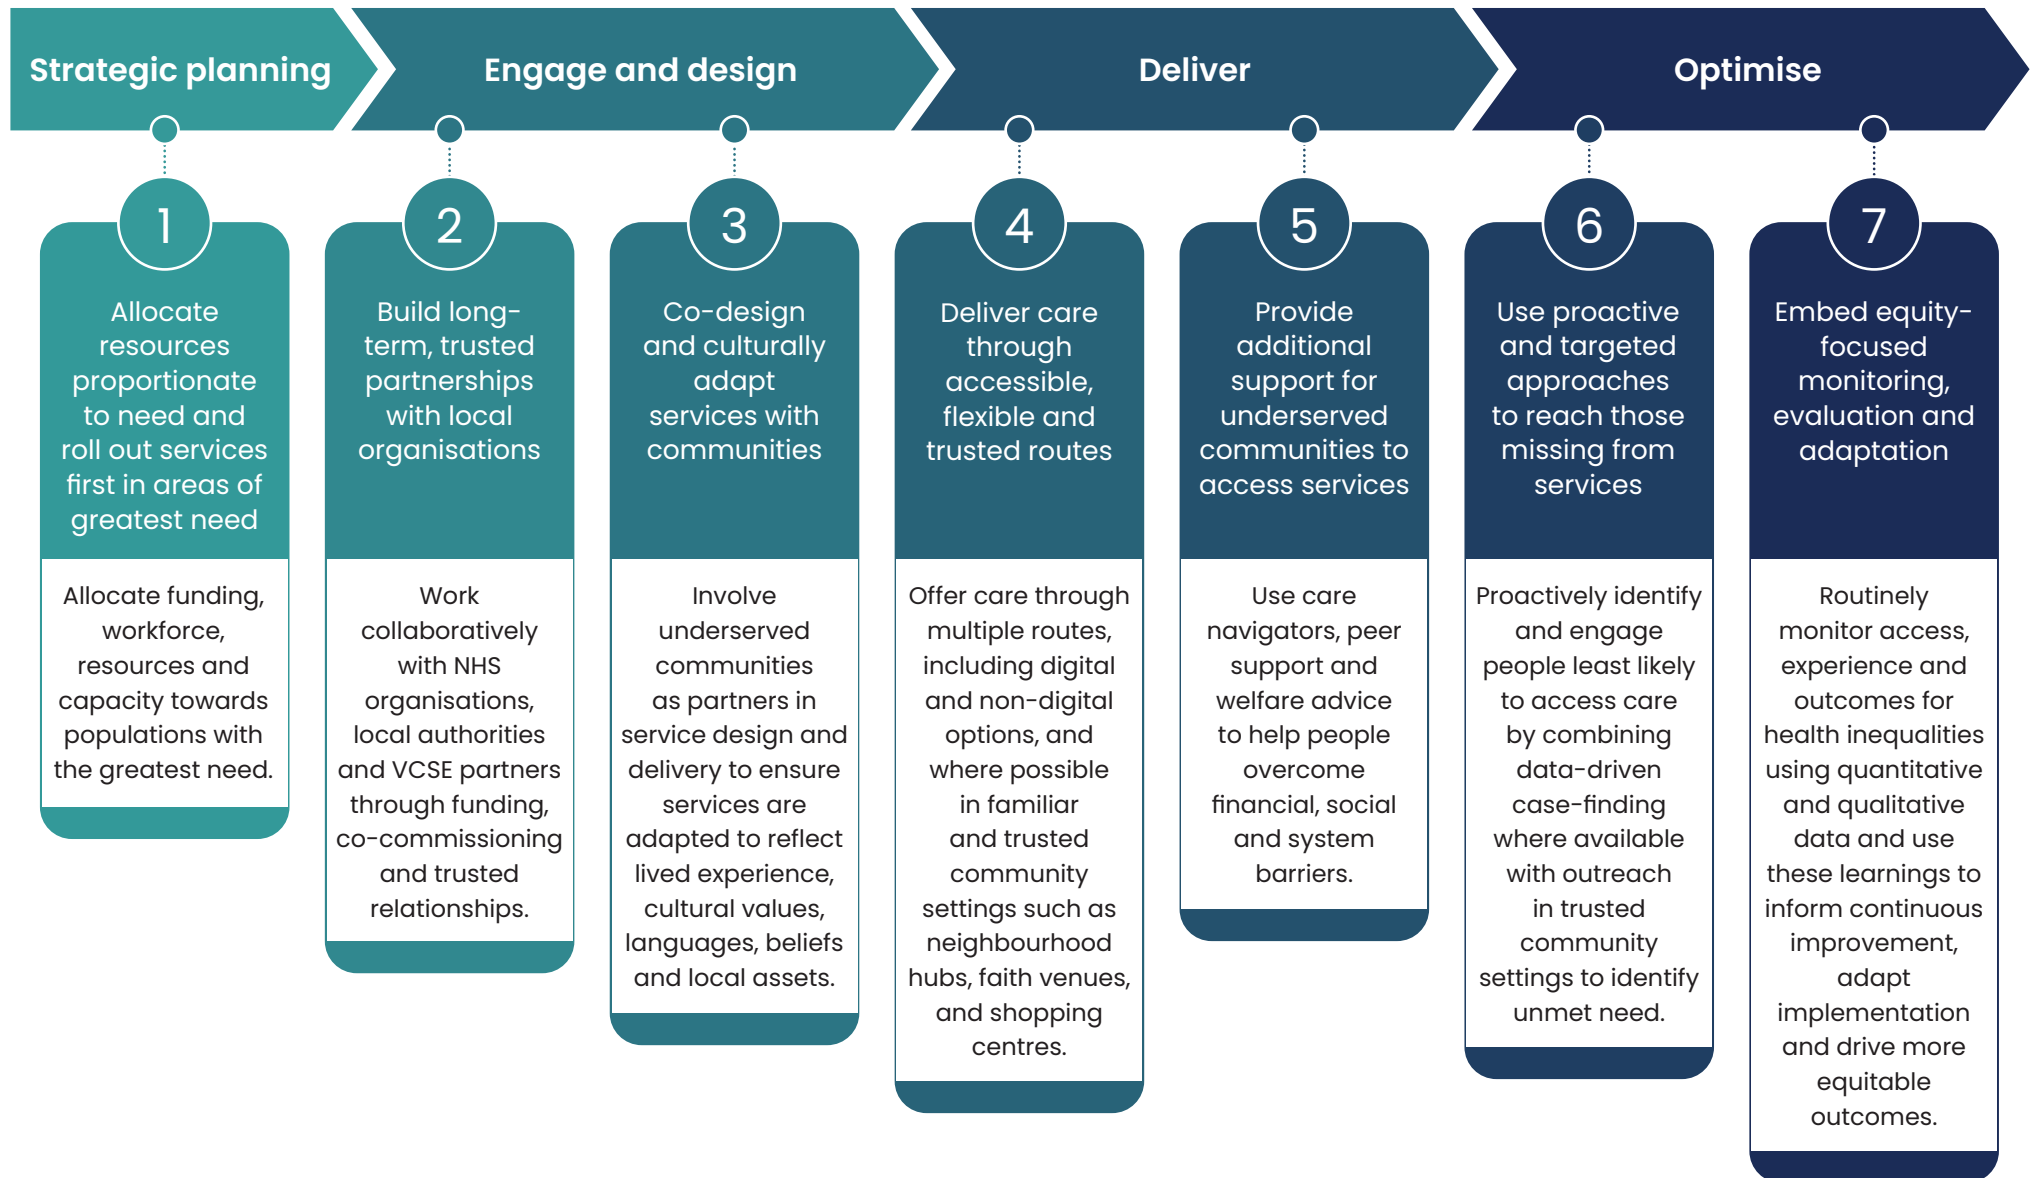 Strategic planning
Engage and design
Deliver
Optimise
1
Allocate
resources
proportionate
to need and
roll out services
first in areas of
greatest need
Allocate funding,
workforce,
resources and
capacity towards
populations with
the greatest need.
2
Build long-
term, trusted
partnerships
with local
organisations
Work
collaboratively
with NHS
organisations,
local authorities
and VCSE partners
through funding,
co-commissioning
and trusted
relationships.
3
Co-design
and culturally
adapt
services with
communities
Involve
underserved
communities
as partners in
service design and
delivery to ensure
services are
adapted to reflect
lived experience,
cultural values,
languages, beliefs
and local assets.
4
Deliver care
through
accessible,
flexible and
trusted routes
Offer care through
multiple routes,
including digital
and non-digital
options, and
where possible
in familiar
and trusted
community
settings such as
neighbourhood
hubs, faith venues,
and shopping
centres.
5
Provide
additional
support for
underserved
communities to
access services
Use care
navigators, peer
support and
welfare advice
to help people
overcome
financial, social
and system
barriers.
6
Use proactive
and targeted
approaches
to reach those
missing from
services
Proactively identify
and engage
people least likely
to access care
by combining
data-driven
case-finding
where available
with outreach
in trusted
community
settings to identify
unmet need.
7
Embed equity-
focused
monitoring,
evaluation and
adaptation
Routinely
monitor access,
experience and
outcomes for
health inequalities
using quantitative
and qualitative
data and use
these learnings to
inform continuous
improvement,
adapt
implementation
and drive more
equitable
outcomes.